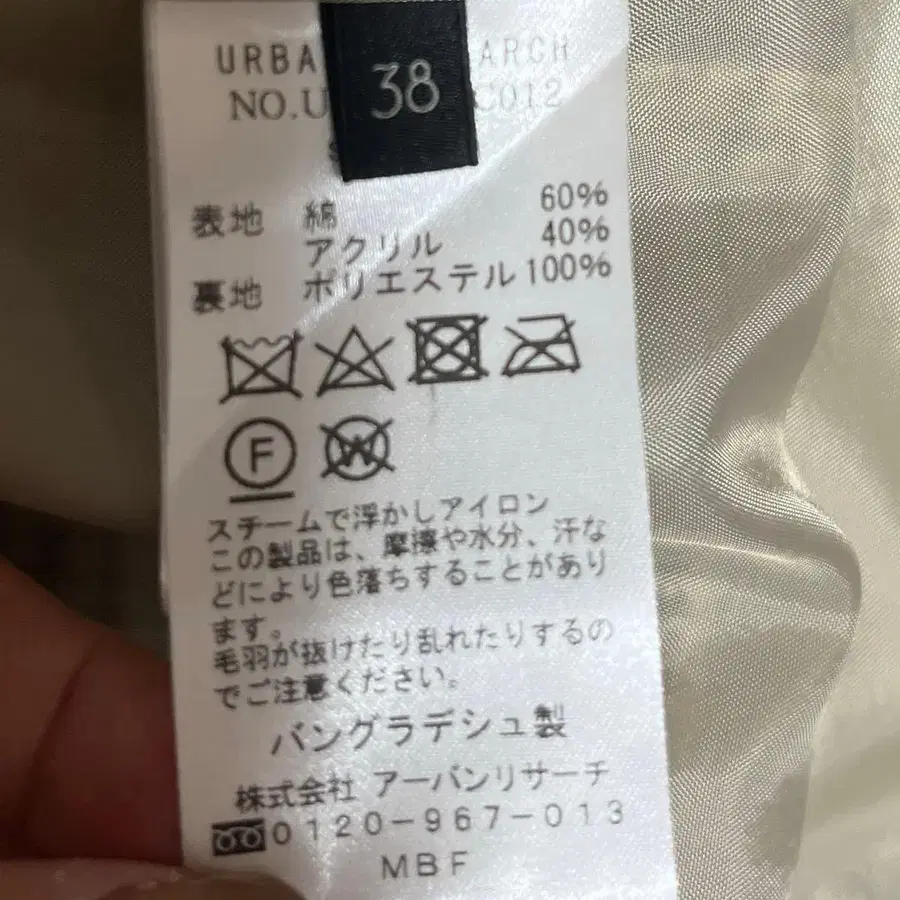 38
NO.U
C012
表地 綿 60%
アクリル 40%
裏地 ポリエステル 100%
F
W
スチームで浮かしアイロン
この製品は、摩擦や水分、汗な
どにより色落ちすることがあり
ます。
毛羽が抜けたり乱れたりするの
でご注意ください。
バングラデシュ製
株式会社 アーバンリサーチ
0120-967-013
MBF